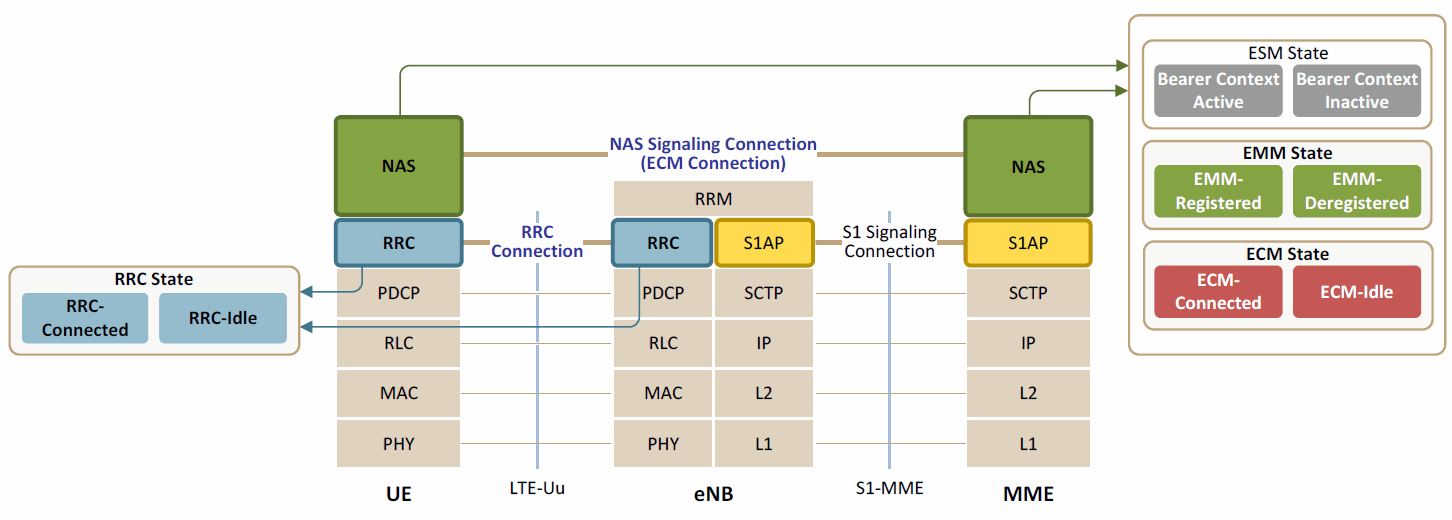 ESM State
Bearer Context
Active
Bearer Context
Inactive
EMM State
EMM-
Registered
EMM-
Deregistered
ECM State
ECM-
Connected
ECM-Idle
NAS
NAS Signaling Connection
(ECM Connection)
NAS
RRM
RRC
RRC
Connection
RRC
S1AP
S1 Signaling
Connection
S1AP
RRC State
RRC-
Connected
RRC-Idle
PDCP
PDCP
SCTP
SCTP
RLC
RLC
IP
IP
MAC
MAC
L2
L2
PHY
PHY
L1
L1
UE
LTE-Uu
eNB
S1-MME
MME